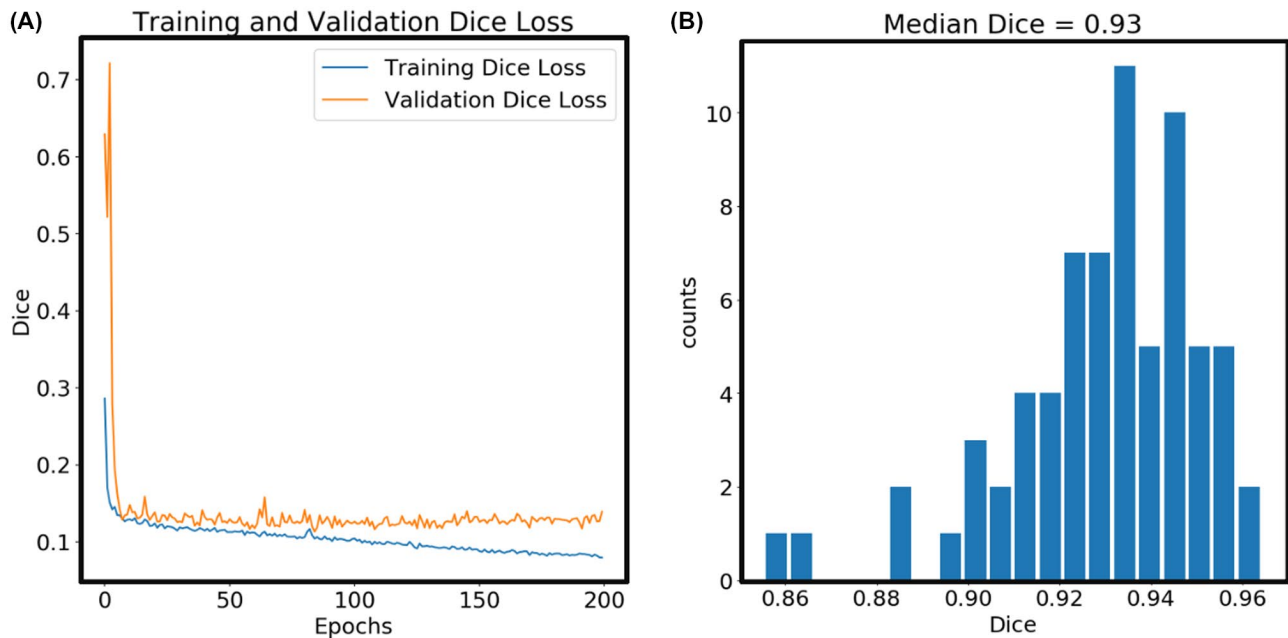 (A)
Training and Validation Dice Loss
Training Dice Loss
Validation Dice Loss
0.7
0.6
0.5
0.4
0.3
0.2
0.1
Dice
0 50 100 150 200
Epochs
(B)
Median Dice = 0.93
10
8
6
4
2
0
counts
0.86 0.88 0.90 0.92 0.94 0.96
Dice